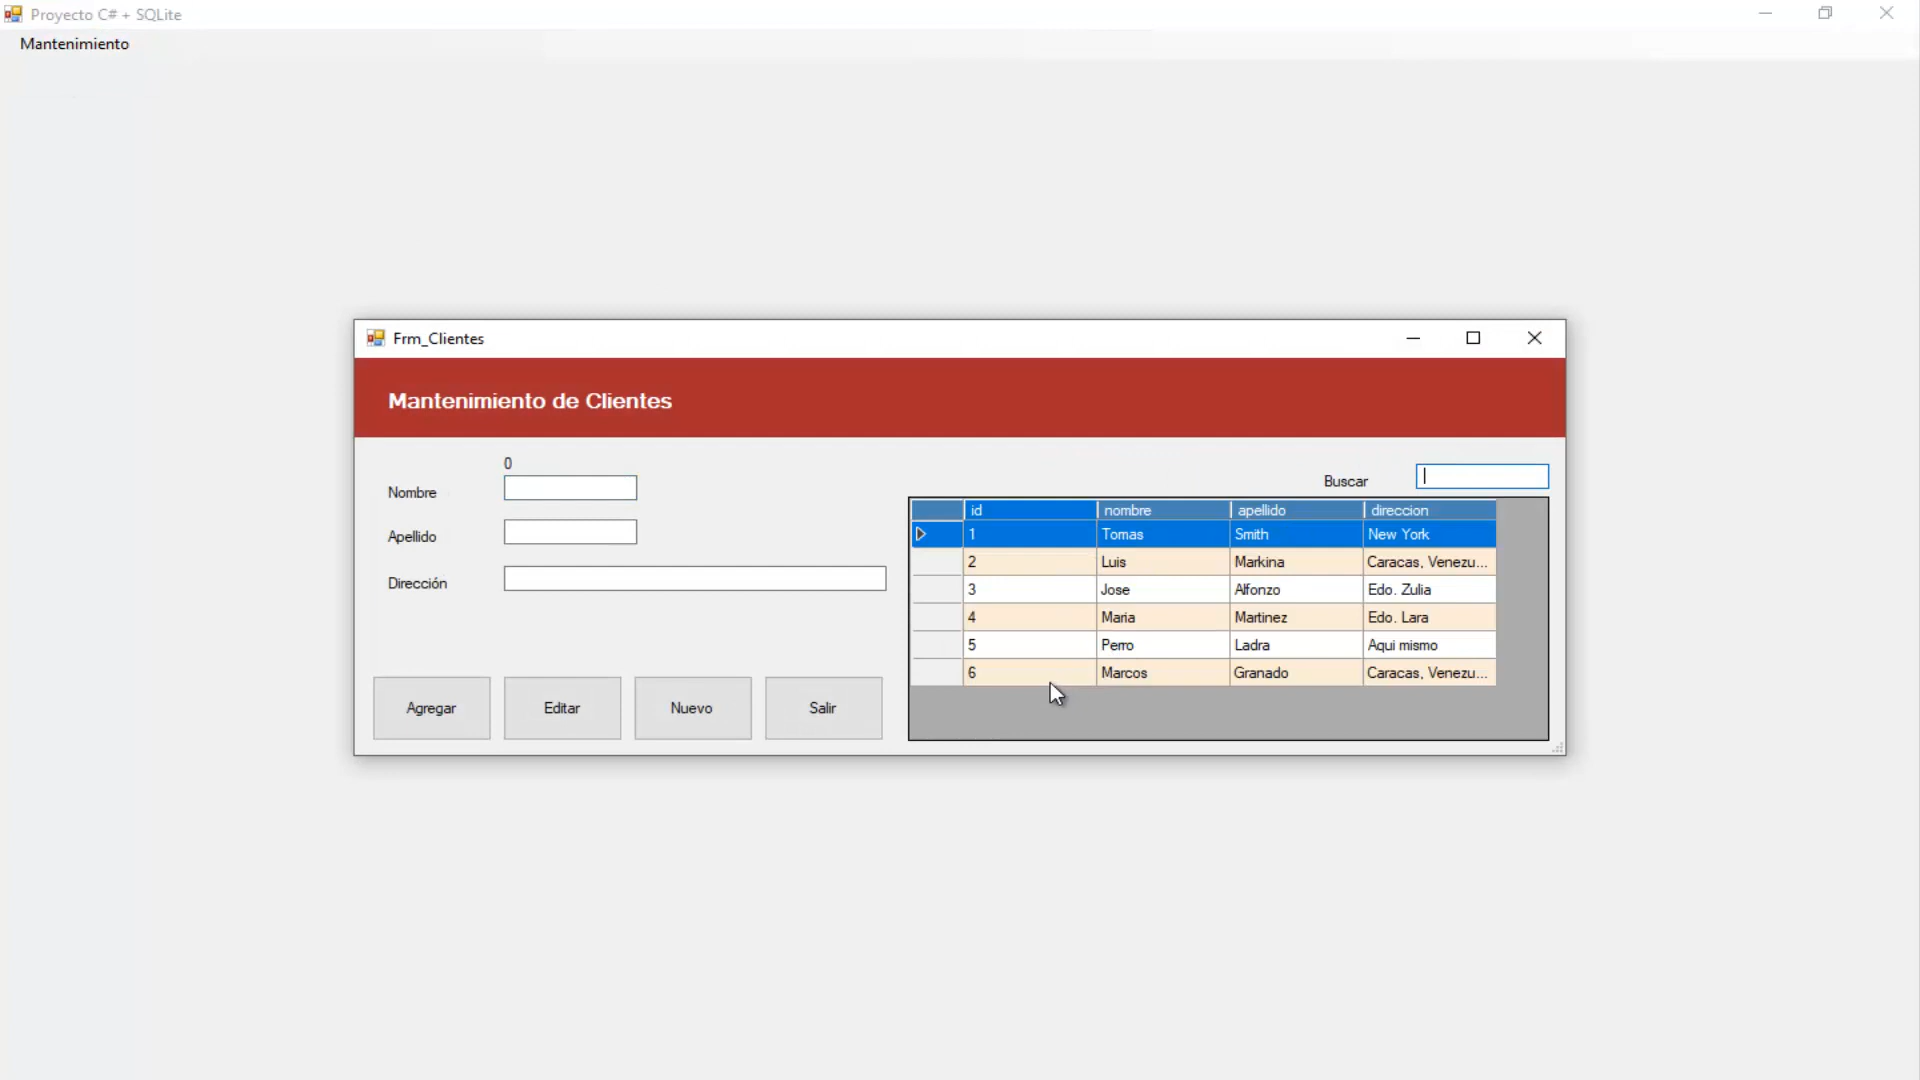 Proyecto C# + SQLite
Mantenimiento
Frm_Clientes
Mantenimiento de Clientes
0
Nombre
Apellido
Dirección
Agregar Editar Nuevo Salir
Buscar
id nombre apellido direccion
1 Tomas Smith New York
2 Luis Markina Caracas, Venezu...
3 Jose Alfonzo Edo. Zulia
4 Maria Martinez Edo. Lara
5 Perro Ladra Aqui mismo
6 Marcos Granado Caracas, Venezu...